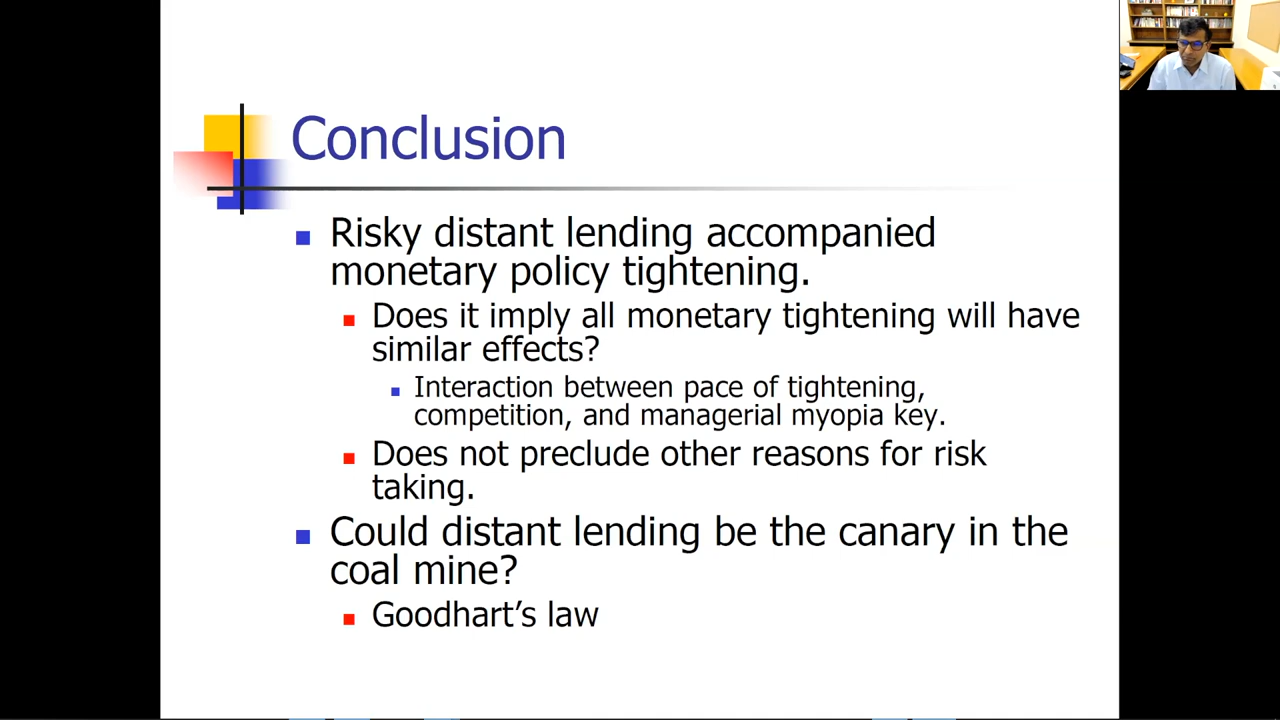 Conclusion
Risky distant lending accompanied
monetary policy tightening.
Does it imply all monetary tightening will have
similar effects?
Interaction between pace of tightening,
competition, and managerial myopia key.
Does not preclude other reasons for risk
taking.
Could distant lending be the canary in the
coal mine?
Goodhart’s law